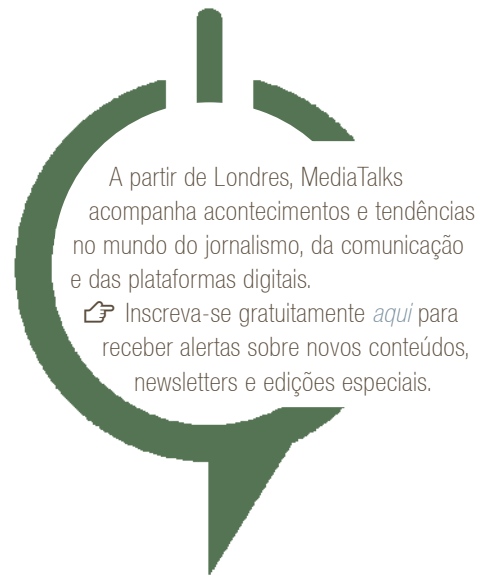 A partir de Londres, MediaTalks
acompanha acontecimentos e tendências
no mundo do jornalismo, da comunicação
e das plataformas digitais.
👉 Inscreva-se gratuitamente aqui para
receber alertas sobre novos conteúdos,
newsletters e edições especiais.